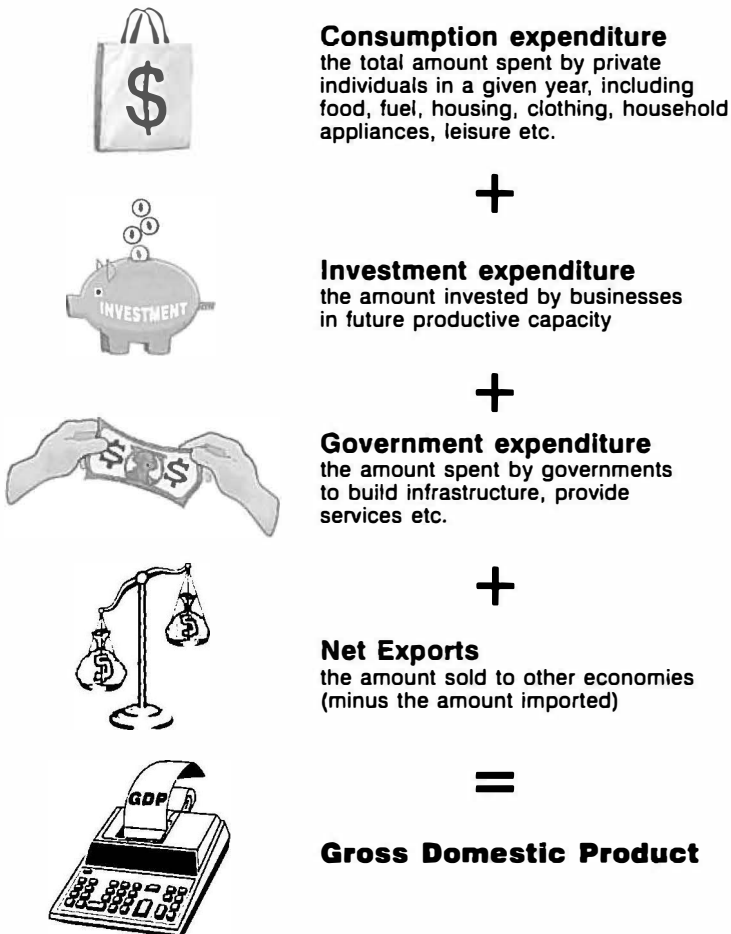 $
Consumption expenditure
the total amount spent by private
individuals in a given year, including
food, fuel, housing, clothing, household
appliances, leisure etc.
+
INVESTMENT
Investment expenditure
the amount invested by businesses
in future productive capacity
+
$ $
Government expenditure
the amount spent by governments
to build infrastructure, provide
services etc.
+
$ $
Net Exports
the amount sold to other economies
(minus the amount imported)
=
GDP
Gross Domestic Product